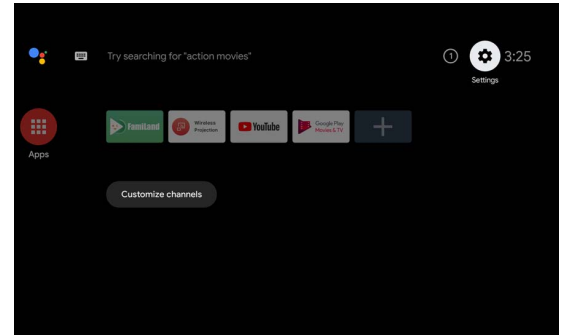 Try searching for "action movies"
1
3:25
Settings
Familand
Wireless
Projection
YouTube
Google Play
Movies & TV
Apps
Customize channels